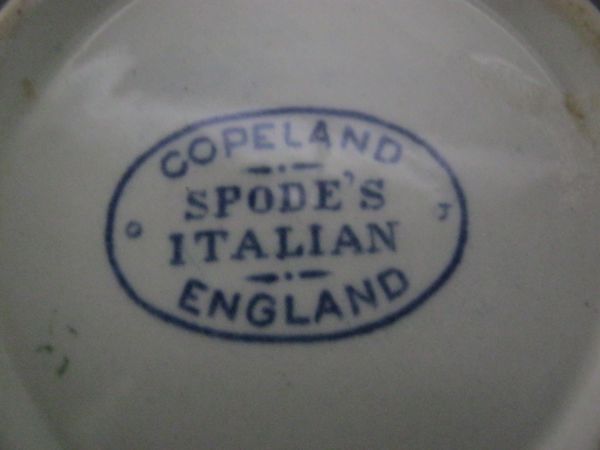 COPELAND
SPODE'S
O J
ITALIAN
ENGLAND